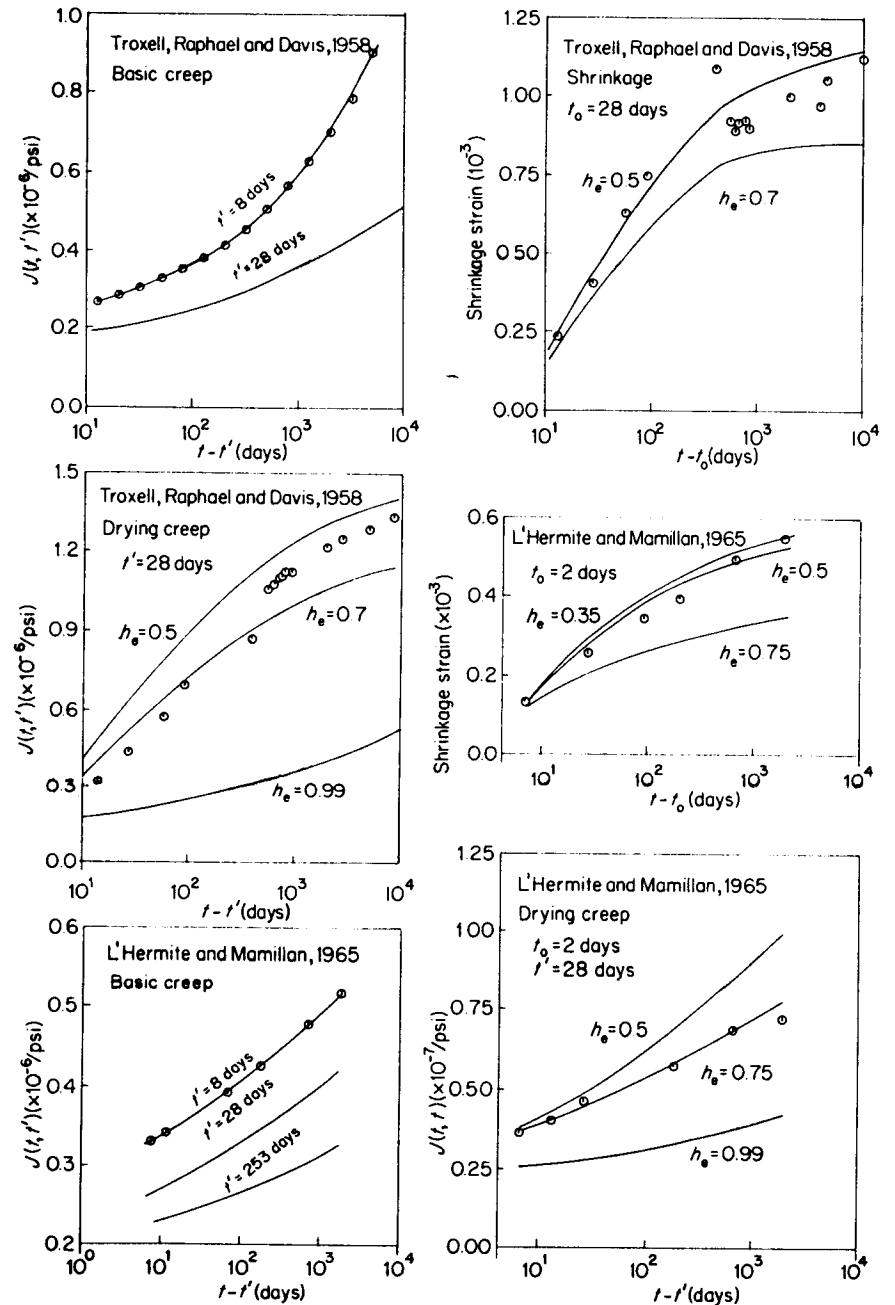 Troxell, Raphael and Davis, 1958
Basic creep
J(t, t′)(×10⁻⁶/psi)
1.0
0.8
0.6
0.4
0.2
0.0
t′= 8 days
t′=28 days
10¹ 10² 10³ 10⁴
t-t′(days)
Troxell, Raphael and Davis, 1958
Shrinkage
t₀ = 28 days
Shrinkage strain (10⁻³)
1.25
1.00
0.75
0.50
0.25
0.00
hₑ=0.5
hₑ=0.7
10¹ 10² 10³ 10⁴
t-t₀(days)
Troxell, Raphael and Davis, 1958
Drying creep
t′= 28 days
J(t,t′)(×10⁻⁶/psi)
1.5
1.2
0.9
0.6
0.3
0.0
hₑ=0.5
hₑ=0.7
hₑ=0.99
10¹ 10² 10³ 10⁴
t-t′(days)
L'Hermite and Mamillan, 1965
t₀ = 2 days
Shrinkage strain (×10⁻³)
0.6
0.4
0.2
0.0
hₑ=0.35
hₑ=0.5
hₑ=0.75
10¹ 10² 10³ 10⁴
t-t₀(days)
L'Hermite and Mamillan, 1965
Basic creep
J(t, t′)(×10⁻⁶/psi)
0.6
0.5
0.4
0.3
0.2
t′= 8 days
t′= 28 days
t′= 253 days
10⁰ 10¹ 10² 10³ 10⁴
t-t′(days)
L'Hermite and Mamillan, 1965
Drying creep
t₀ = 2 days
t′ = 28 days
J(t, t)(×10⁻⁷/psi)
1.25
1.00
0.75
0.50
0.25
0.00
hₑ=0.5
hₑ=0.75
hₑ=0.99
10¹ 10² 10³ 10⁴
t-t′(days)